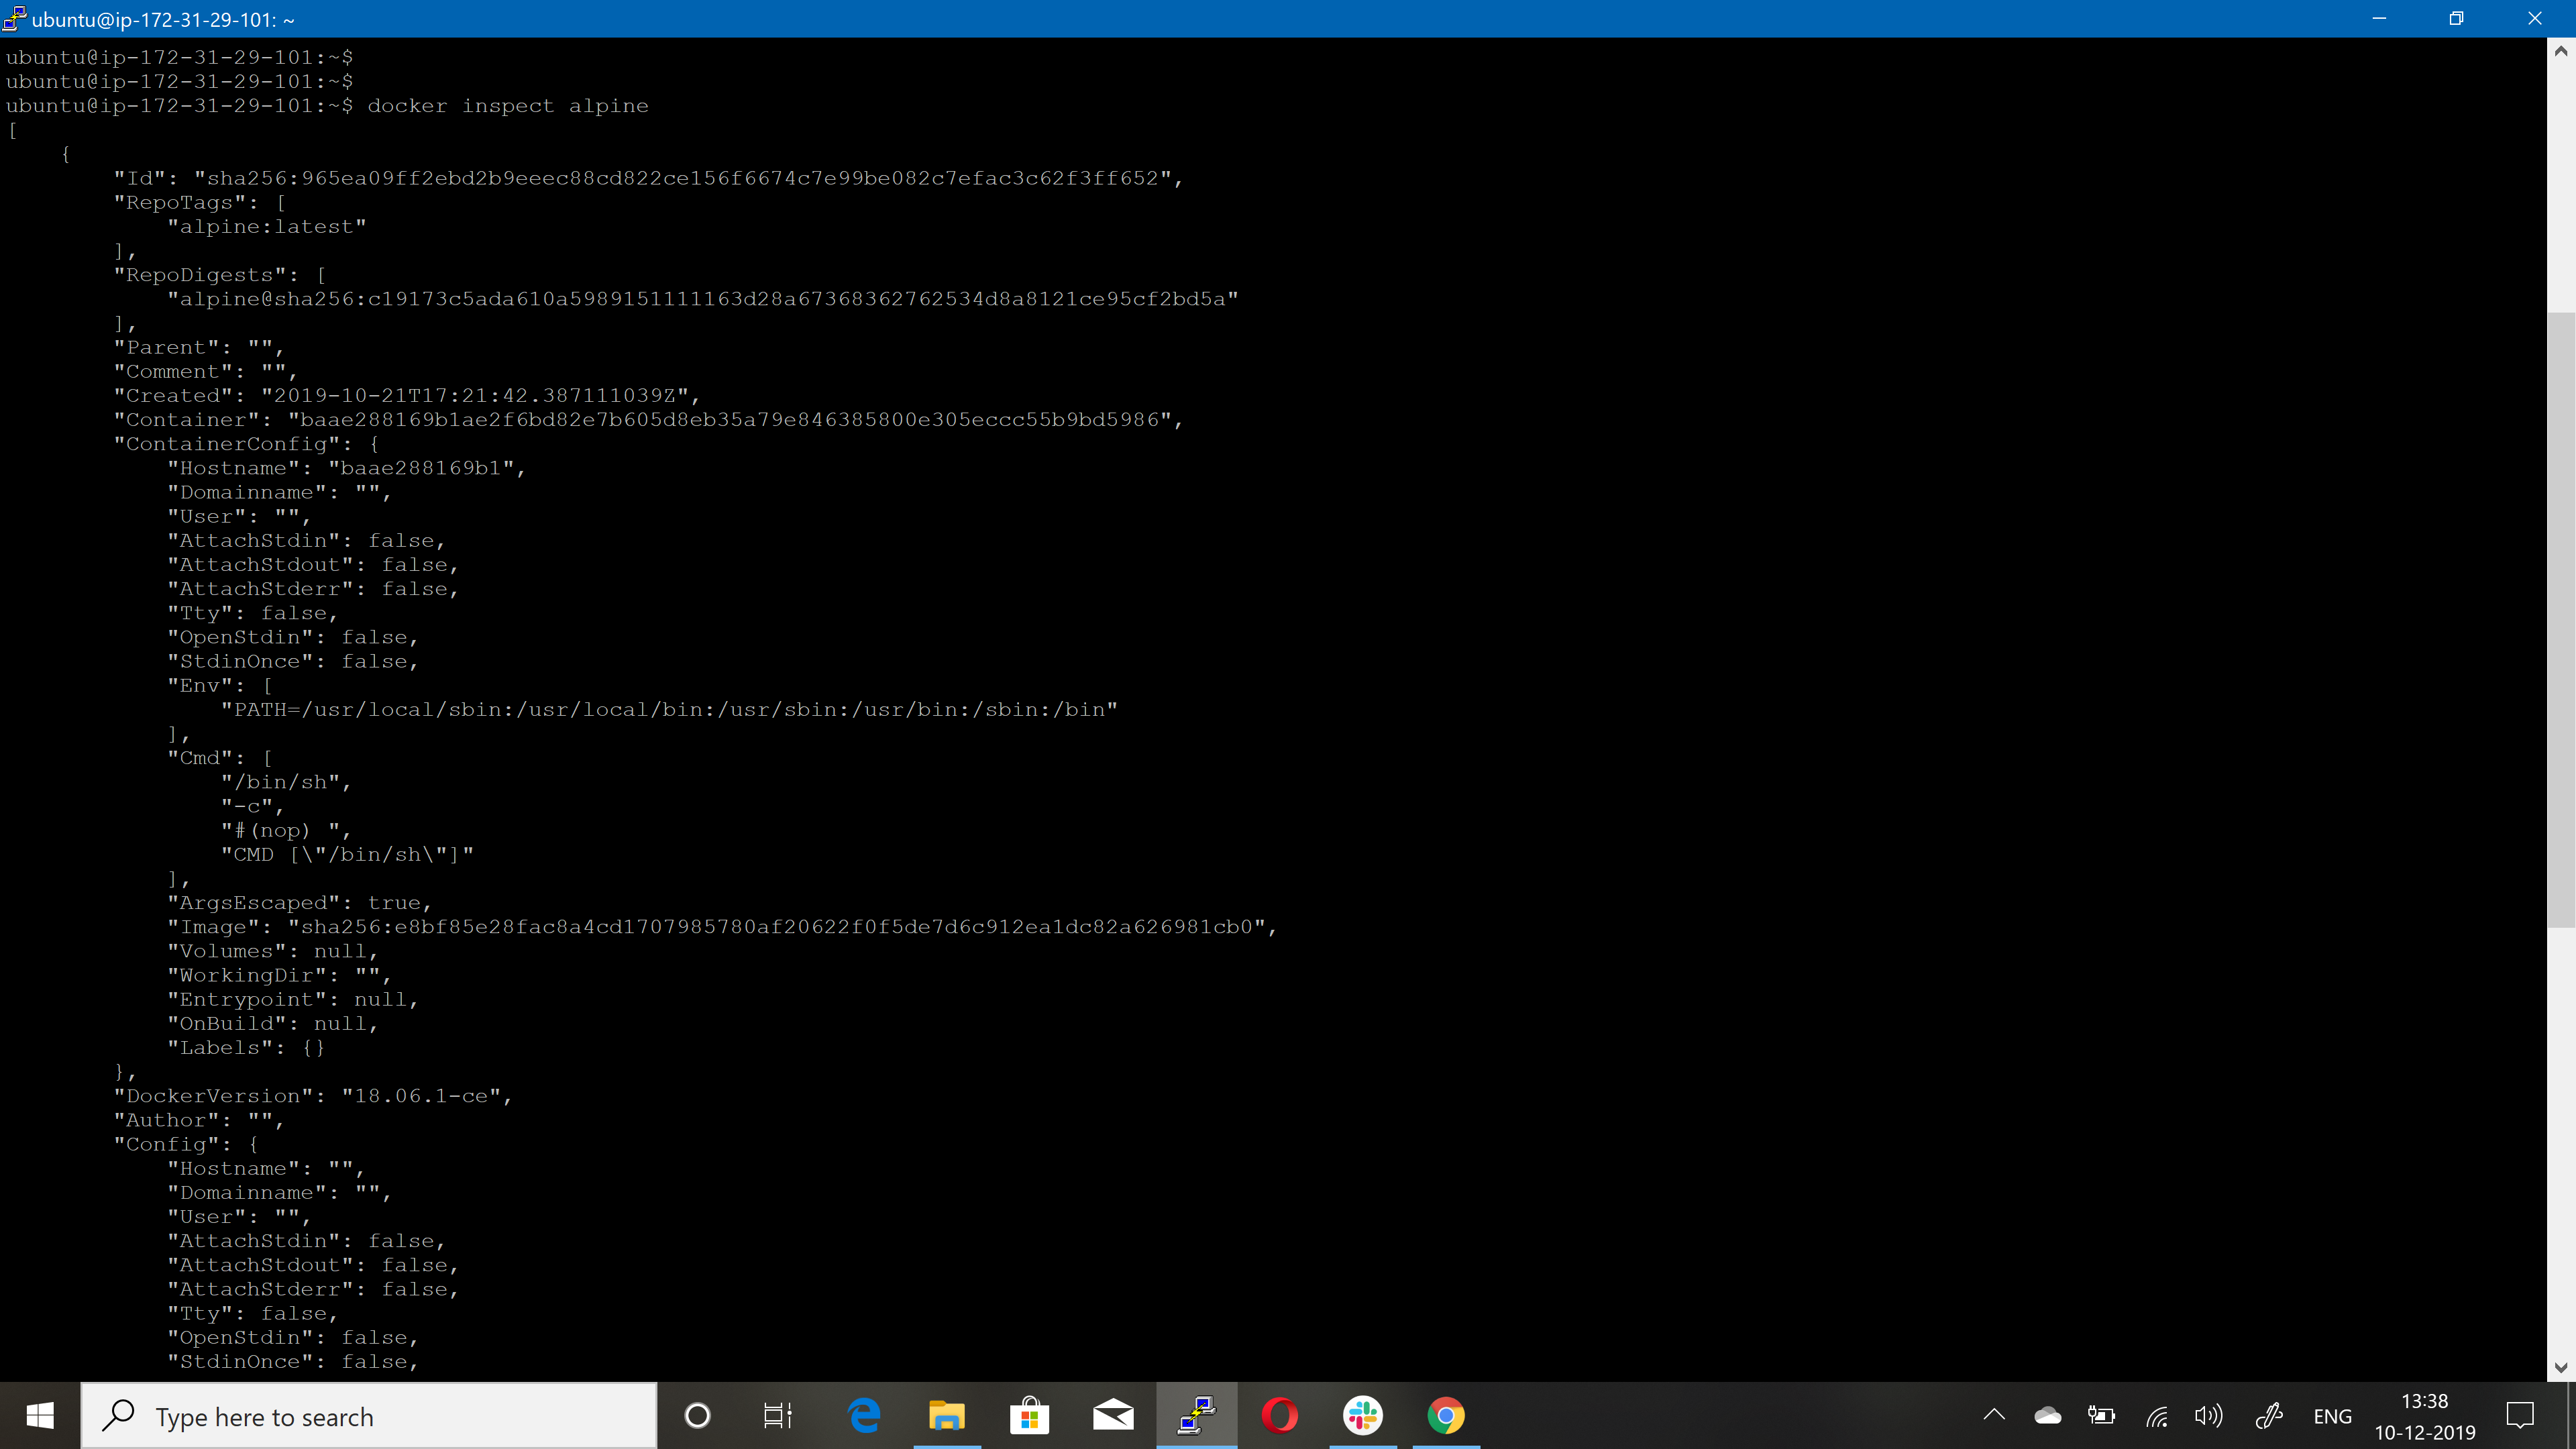 ubuntu@ip-172-31-29-101: ~
ubuntu@ip-172-31-29-101:~$
ubuntu@ip-172-31-29-101:~$
ubuntu@ip-172-31-29-101:~$ docker inspect alpine
[
    {
        "Id": "sha256:965ea09ff2ebd2b9eeec88cd822ce156f6674c7e99be082c7efac3c62f3ff652",
        "RepoTags": [
            "alpine:latest"
        ],
        "RepoDigests": [
            "alpine@sha256:c19173c5ada610a5989151111163d28a67368362762534d8a8121ce95cf2bd5a"
        ],
        "Parent": "",
        "Comment": "",
        "Created": "2019-10-21T17:21:42.387111039Z",
        "Container": "baae288169b1ae2f6bd82e7b605d8eb35a79e846385800e305eccc55b9bd5986",
        "ContainerConfig": {
            "Hostname": "baae288169b1",
            "Domainname": "",
            "User": "",
            "AttachStdin": false,
            "AttachStdout": false,
            "AttachStderr": false,
            "Tty": false,
            "OpenStdin": false,
            "StdinOnce": false,
            "Env": [
                "PATH=/usr/local/sbin:/usr/local/bin:/usr/sbin:/usr/bin:/sbin:/bin"
            ],
            "Cmd": [
                "/bin/sh",
                "-c",
                "#(nop) ",
                "CMD [\"/bin/sh\"]"
            ],
            "ArgsEscaped": true,
            "Image": "sha256:e8bf85e28fac8a4cd1707985780af20622f0f5de7d6c912ea1dc82a626981cb0",
            "Volumes": null,
            "WorkingDir": "",
            "Entrypoint": null,
            "OnBuild": null,
            "Labels": {}
        },
        "DockerVersion": "18.06.1-ce",
        "Author": "",
        "Config": {
            "Hostname": "",
            "Domainname": "",
            "User": "",
            "AttachStdin": false,
            "AttachStdout": false,
            "AttachStderr": false,
            "Tty": false,
            "OpenStdin": false,
            "StdinOnce": false,
Type here to search
ENG
13:38
10-12-2019